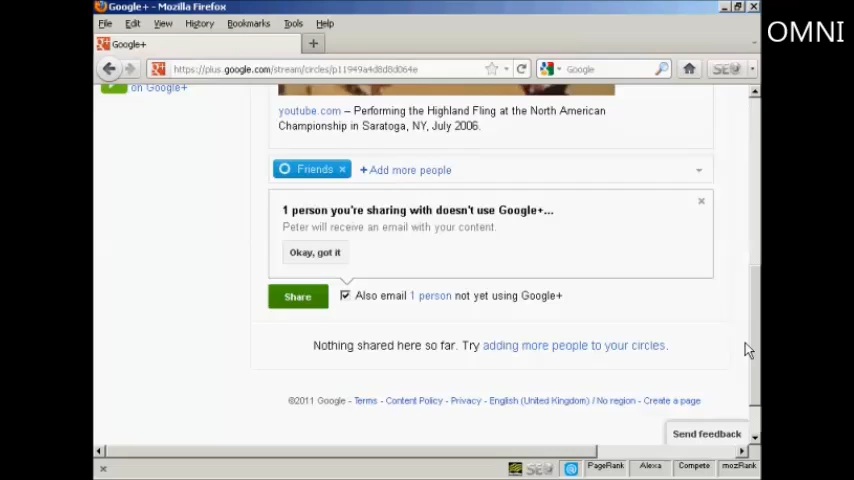 Google+ - Mozilla Firefox
OMNI
File Edit View History Bookmarks Tools Help
Google+
https://plus.google.com/stream/circles/p11949a4d8d8d064e
Google
SEO
on Google+
youtube.com – Performing the Highland Fling at the North American
Championship in Saratoga, NY, July 2006.
Friends
+ Add more people
1 person you're sharing with doesn't use Google+...
Peter will receive an email with your content.
Okay, got it
Share
Also email 1 person not yet using Google+
Nothing shared here so far. Try adding more people to your circles.
©2011 Google - Terms - Content Policy - Privacy - English (United Kingdom) / No region - Create a page
Send feedback
SEO PageRank Alexa Compete mozRank